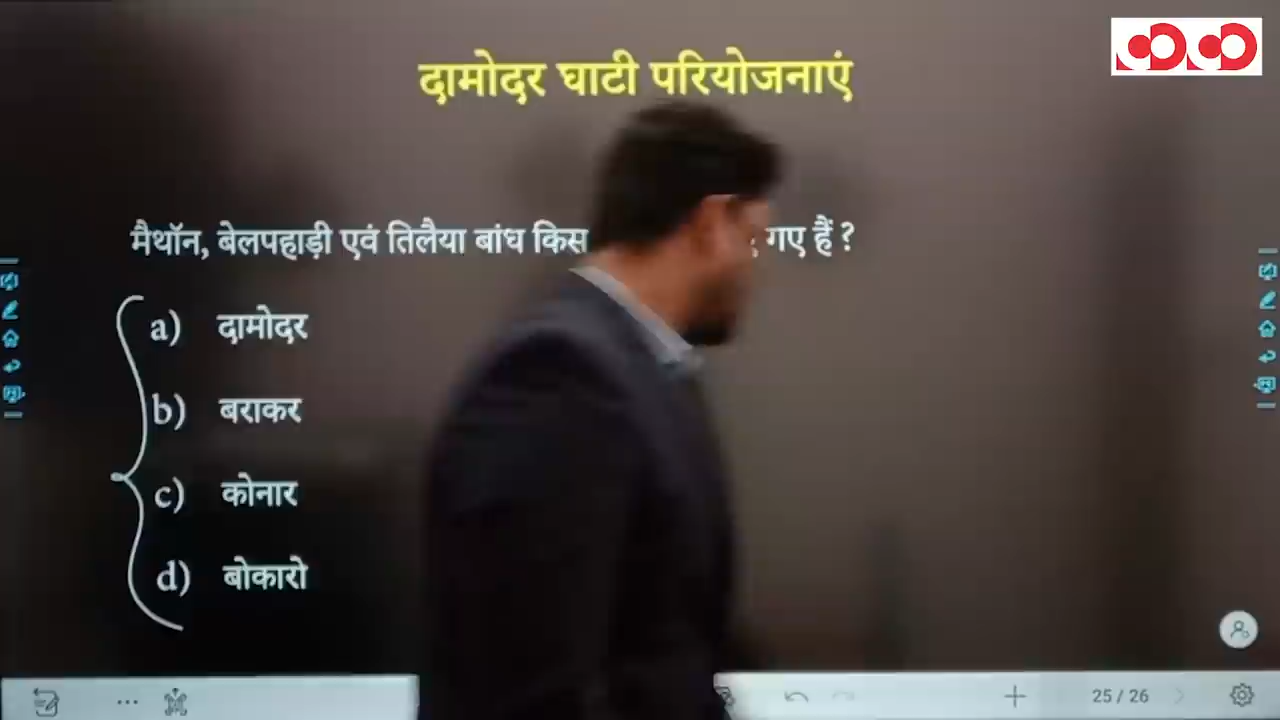 दामोदर घाटी परियोजनाएं
मैथॉन, बेलपहाड़ी एवं तिलैया बांध किस गए हैं ?
a) दामोदर
b) बराकर
c) कोनार
d) बोकारो
25 / 26